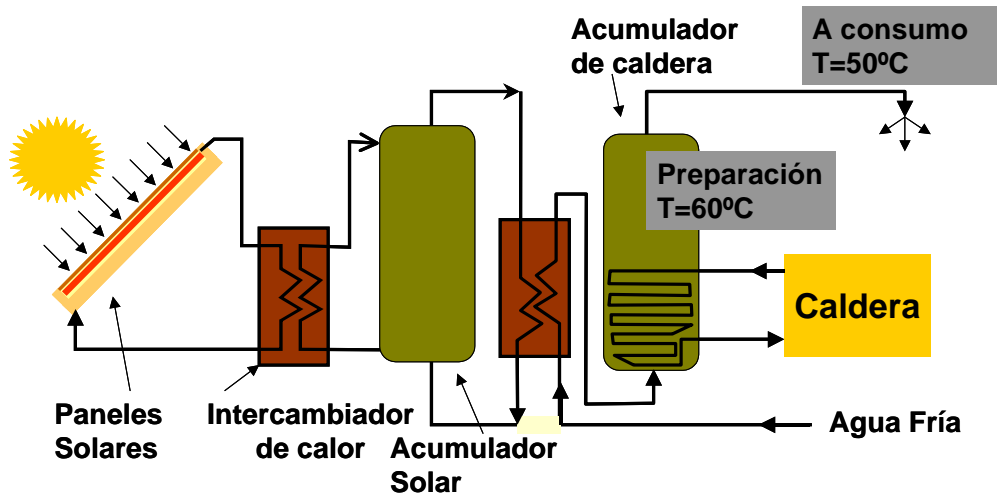 Acumulador
de caldera
A consumo
T=50ºC
Preparación
T=60ºC
Caldera
Paneles
Solares
Intercambiador
de calor
Acumulador
Solar
Agua Fría